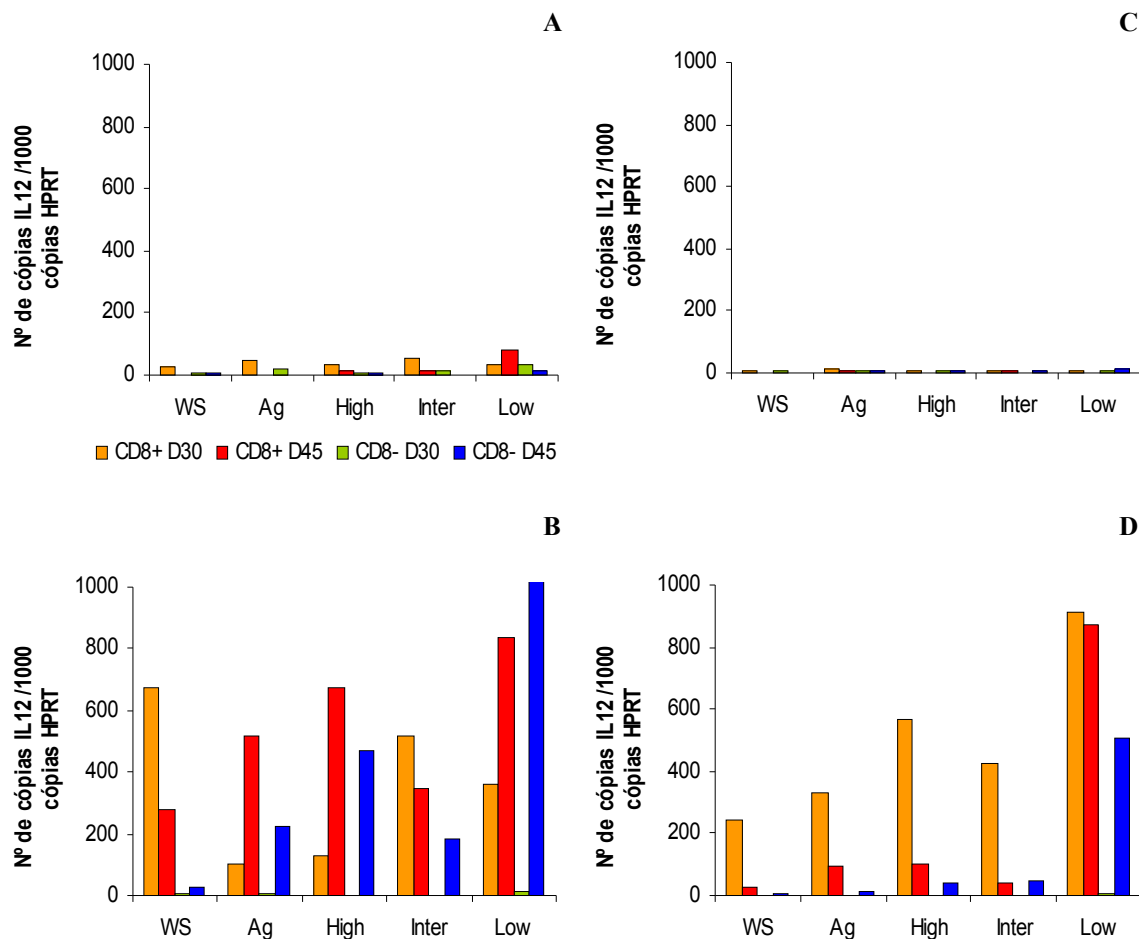 A
Nº de cópias IL12 /1000
cópias HPRT
1000
800
600
400
200
0
WS Ag High Inter Low
CD8+ D30 CD8+ D45 CD8- D30 CD8- D45
C
Nº de cópias IL12 /1000
cópias HPRT
1000
800
600
400
200
0
WS Ag High Inter Low
B
Nº de cópias IL12 /1000
cópias HPRT
1000
800
600
400
200
0
WS Ag High Inter Low
D
Nº de cópias IL12 /1000
cópias HPRT
1000
800
600
400
200
0
WS Ag High Inter Low